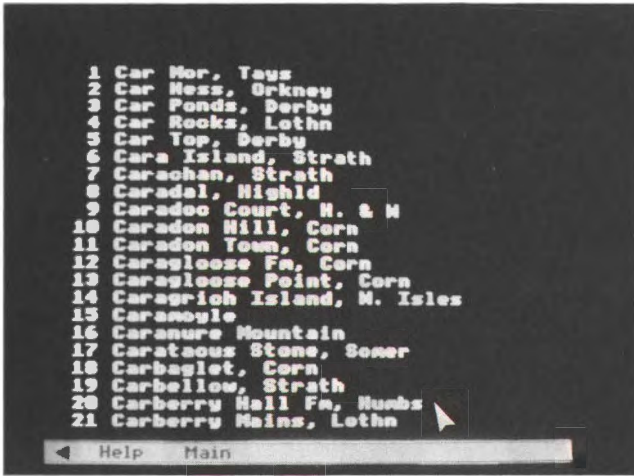 1 Car Mor, Tays
2 Car Ness, Orkney
3 Car Ponds, Derby
4 Car Rocks, Lothn
5 Car Top, Derby
6 Cara Island, Strath
7 Carachan, Strath
8 Caradal, Highld
9 Caradoc Court, H. & W
10 Caradon Hill, Corn
11 Caradon Town, Corn
12 Caragloose Fm, Corn
13 Caragloose Point, Corn
14 Caragrich Island, W. Isles
15 Caramoyle
16 Caranure Mountain
17 Carataous Stone, Somer
18 Carbaglet, Corn
19 Carbellow, Strath
20 Carberry Hall Fm, Humbs
21 Carberry Mains, Lothn
Help Main